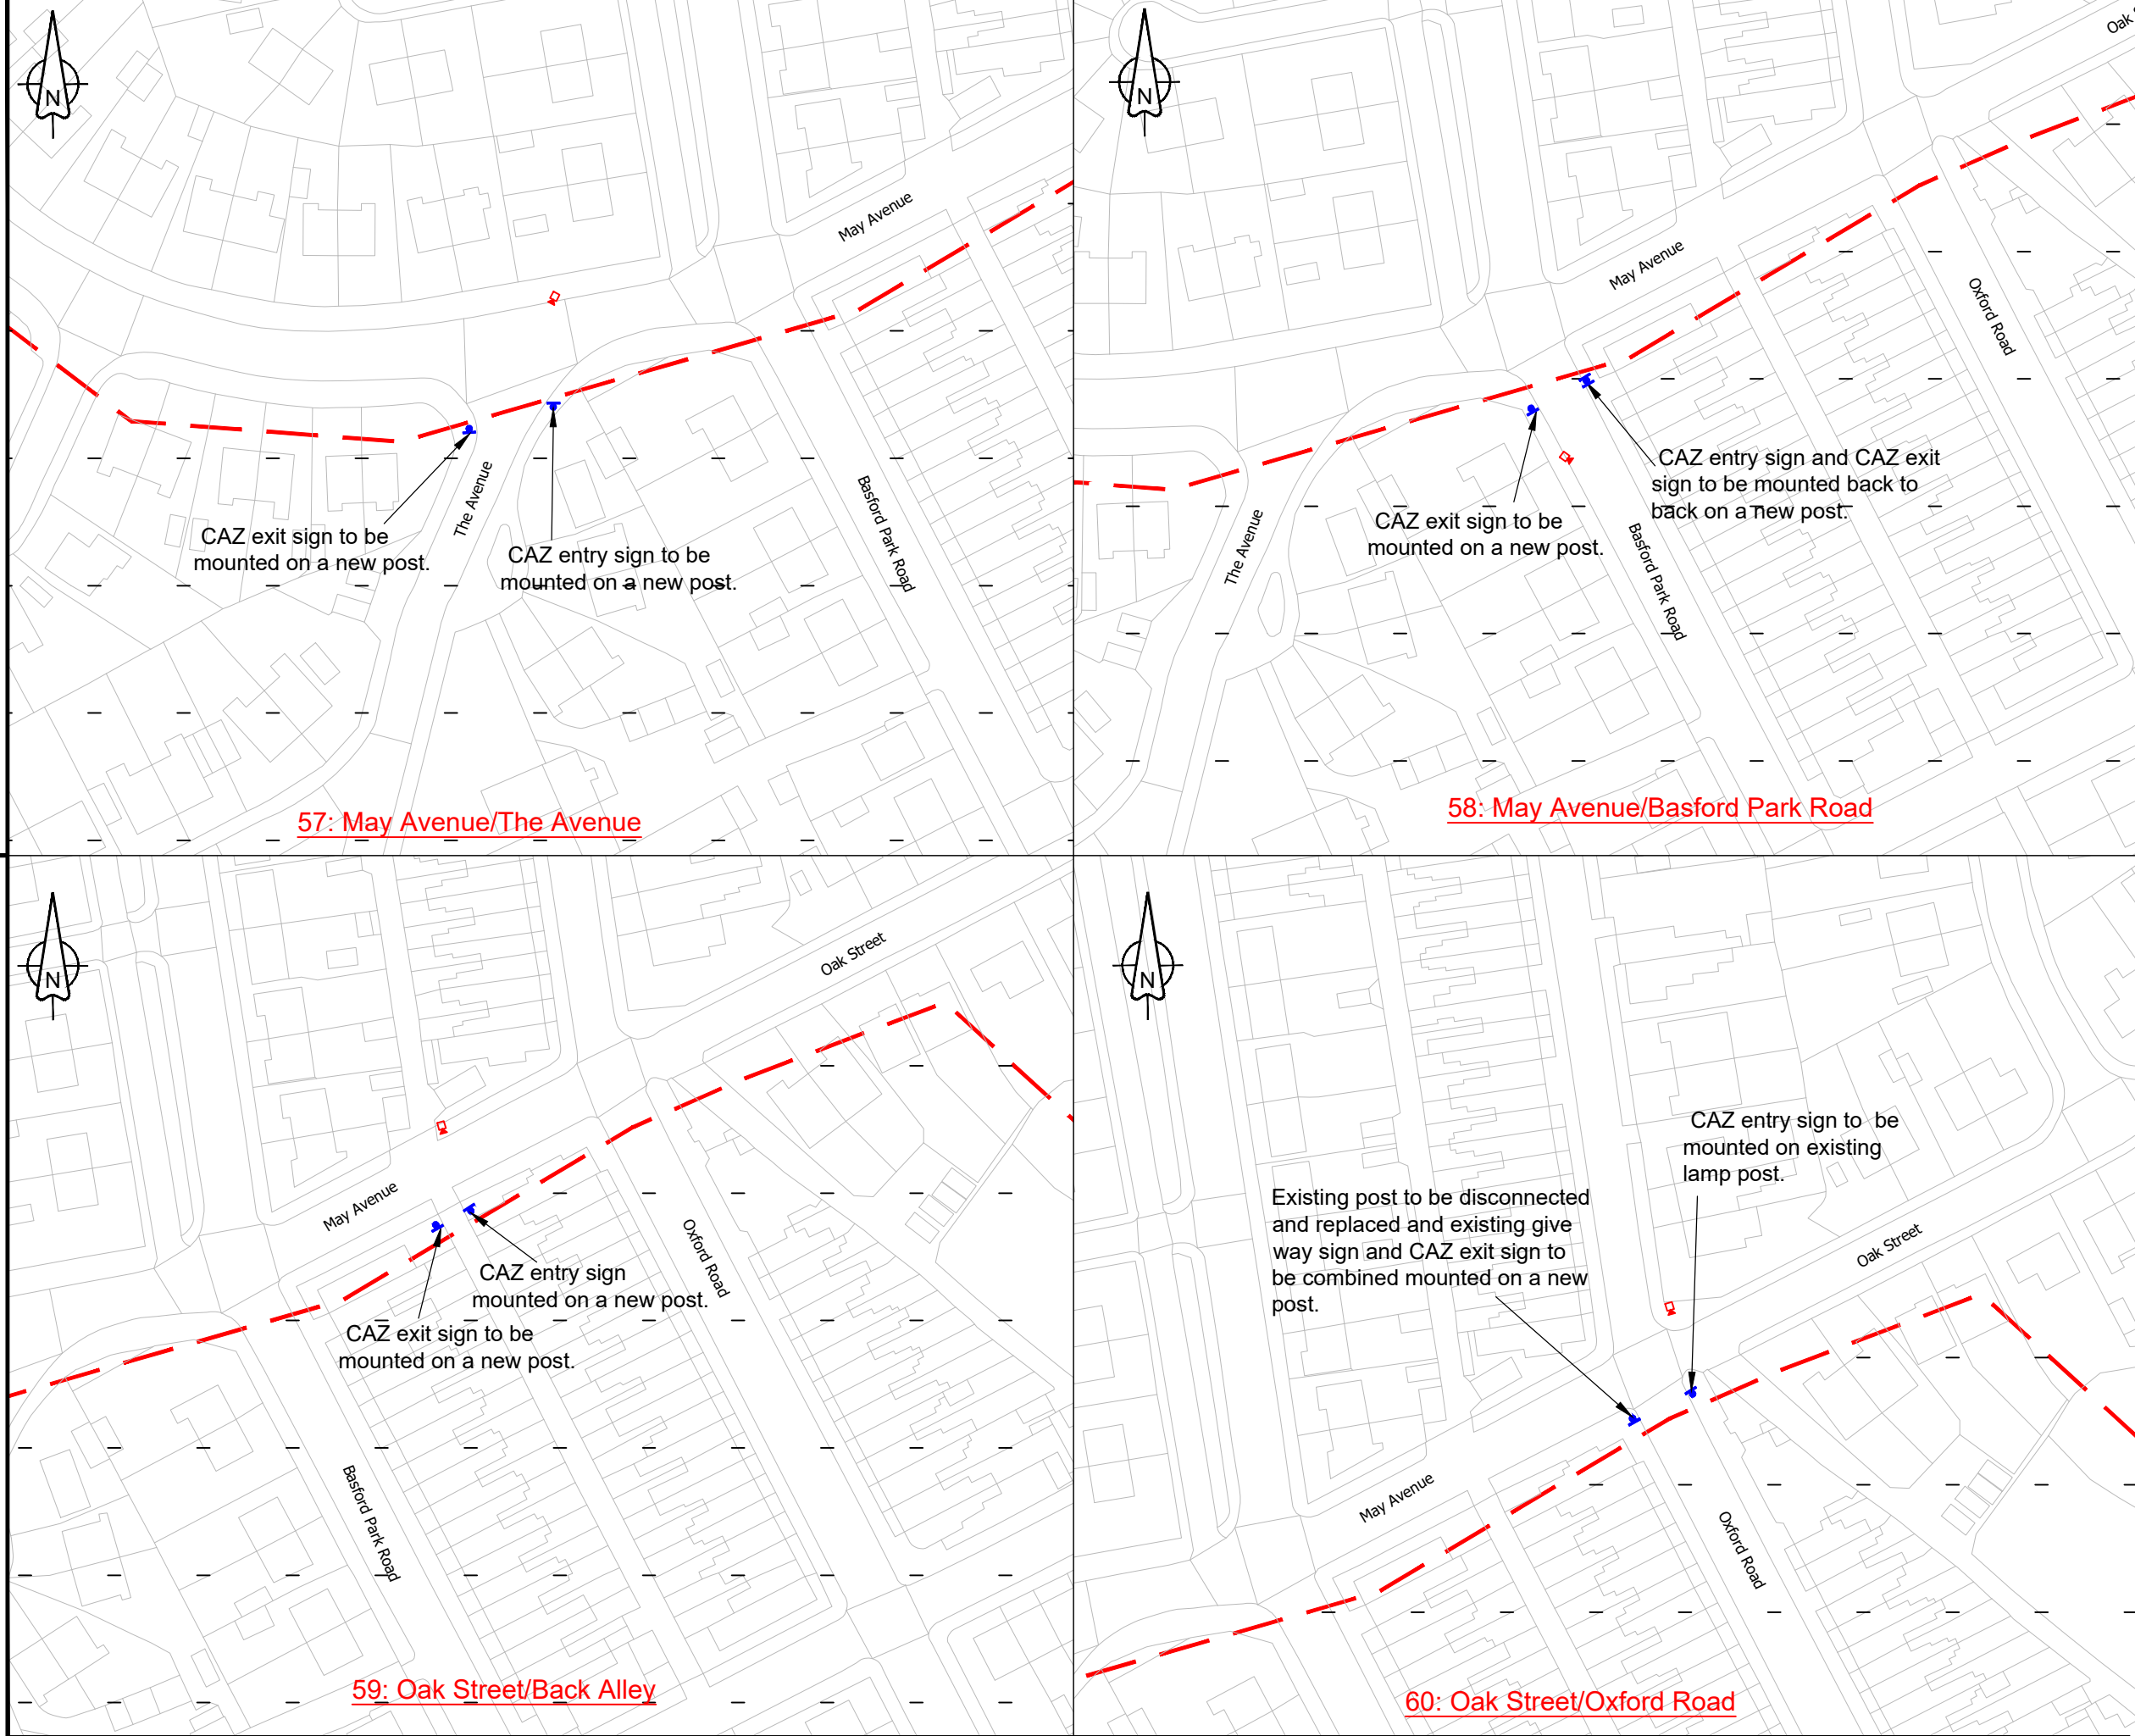 N
May Avenue
The Avenue
Basford Park Road
CAZ exit sign to be
mounted on a new post.
CAZ entry sign to be
mounted on a new post.
57: May Avenue/The Avenue
N
Oak
May Avenue
Oxford Road
The Avenue
Basford Park Road
CAZ entry sign and CAZ exit
sign to be mounted back to
back on a new post.
CAZ exit sign to be
mounted on a new post.
58: May Avenue/Basford Park Road
N
Oak Street
May Avenue
Oxford Road
Basford Park Road
CAZ entry sign
mounted on a new post.
CAZ exit sign to be
mounted on a new post.
59: Oak Street/Back Alley
N
CAZ entry sign to  be
mounted on existing
lamp post.
Existing post to be disconnected
and replaced and existing give
way sign and CAZ exit sign to
be combined mounted on a new
post.
Oak Street
May Avenue
Oxford Road
60: Oak Street/Oxford Road